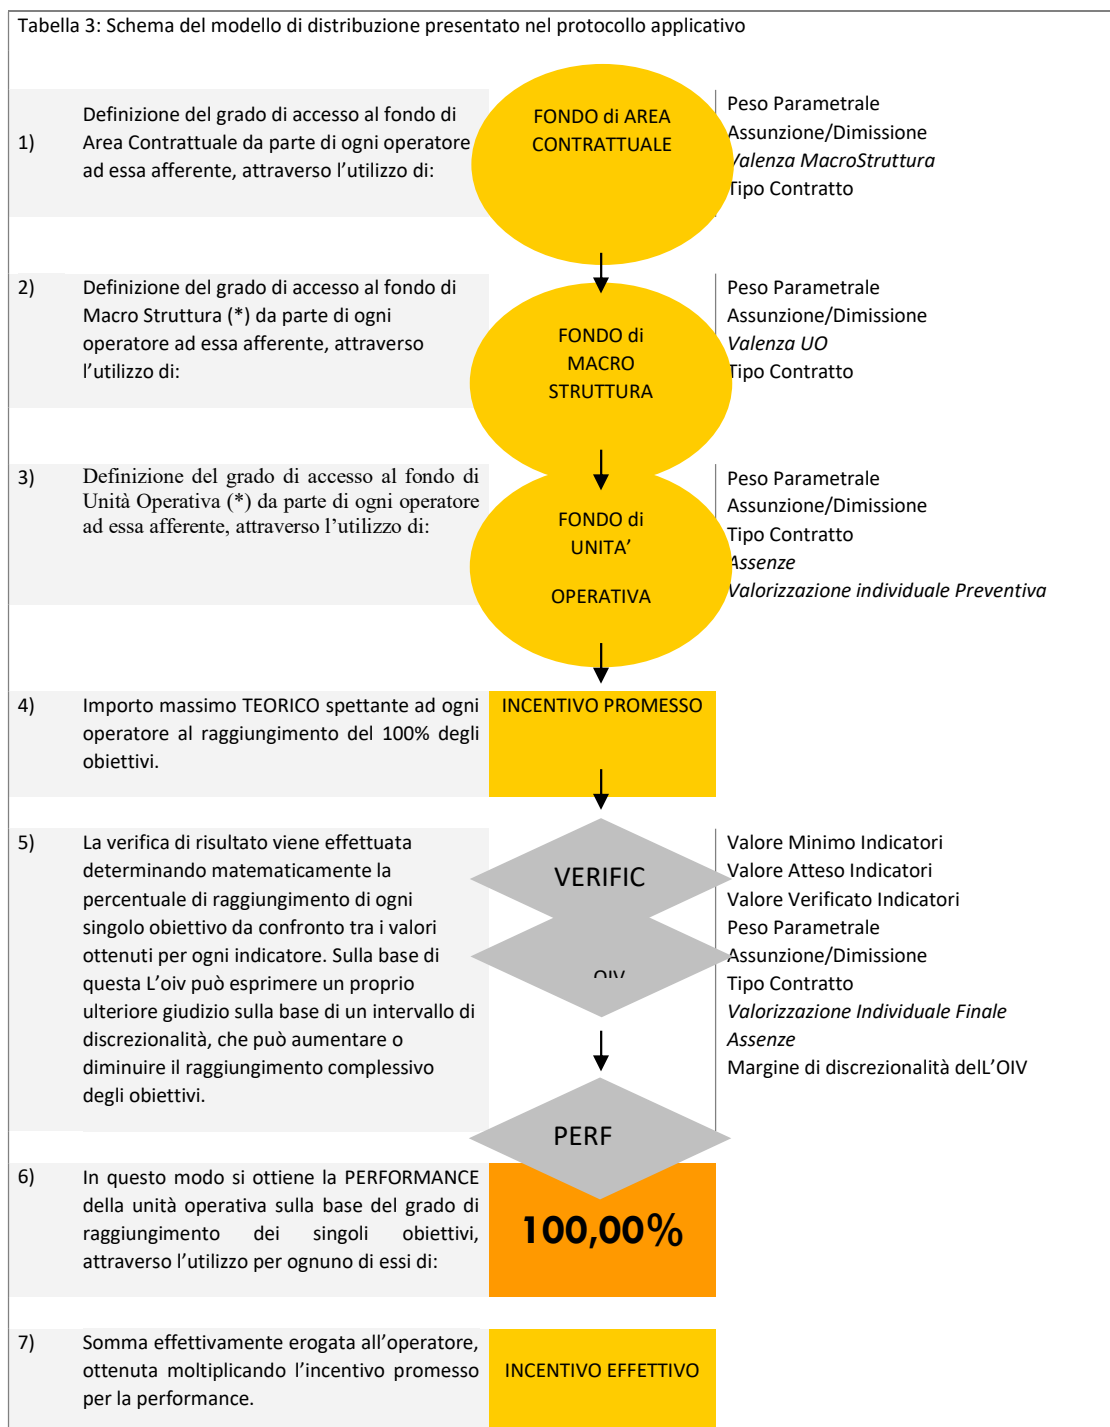 Tabella 3: Schema del modello di distribuzione presentato nel protocollo applicativo
1)
Definizione del grado di accesso al fondo di
Area Contrattuale da parte di ogni operatore
ad essa afferente, attraverso l’utilizzo di:
FONDO di AREA
CONTRATTUALE
Peso Parametrale
Assunzione/Dimissione
Valenza MacroStruttura
Tipo Contratto
2)
Definizione del grado di accesso al fondo di
Macro Struttura (*) da parte di ogni
operatore ad essa afferente, attraverso
l’utilizzo di:
FONDO di
MACRO
STRUTTURA
Peso Parametrale
Assunzione/Dimissione
Valenza UO
Tipo Contratto
3)
Definizione del grado di accesso al fondo di
Unità Operativa (*) da parte di ogni operatore
ad essa afferente, attraverso l’utilizzo di:
FONDO di
UNITA’
OPERATIVA
Peso Parametrale
Assunzione/Dimissione
Tipo Contratto
Assenze
Valorizzazione individuale Preventiva
4)
Importo massimo TEORICO spettante ad ogni
operatore al raggiungimento del 100% degli
obiettivi.
INCENTIVO PROMESSO
5)
La verifica di risultato viene effettuata
determinando matematicamente la
percentuale di raggiungimento di ogni
singolo obiettivo da confronto tra i valori
ottenuti per ogni indicatore. Sulla base di
questa L’oiv può esprimere un proprio
ulteriore giudizio sulla base di un intervallo di
discrezionalità, che può aumentare o
diminuire il raggiungimento complessivo
degli obiettivi.
VERIFIC
OIV
PERF
Valore Minimo Indicatori
Valore Atteso Indicatori
Valore Verificato Indicatori
Peso Parametrale
Assunzione/Dimissione
Tipo Contratto
Valorizzazione Individuale Finale
Assenze
Margine di discrezionalità delL’OIV
6)
In questo modo si ottiene la PERFORMANCE
della unità operativa sulla base del grado di
raggiungimento dei singoli obiettivi,
attraverso l’utilizzo per ognuno di essi di:
100,00%
7)
Somma effettivamente erogata all’operatore,
ottenuta moltiplicando l’incentivo promesso
per la performance.
INCENTIVO EFFETTIVO